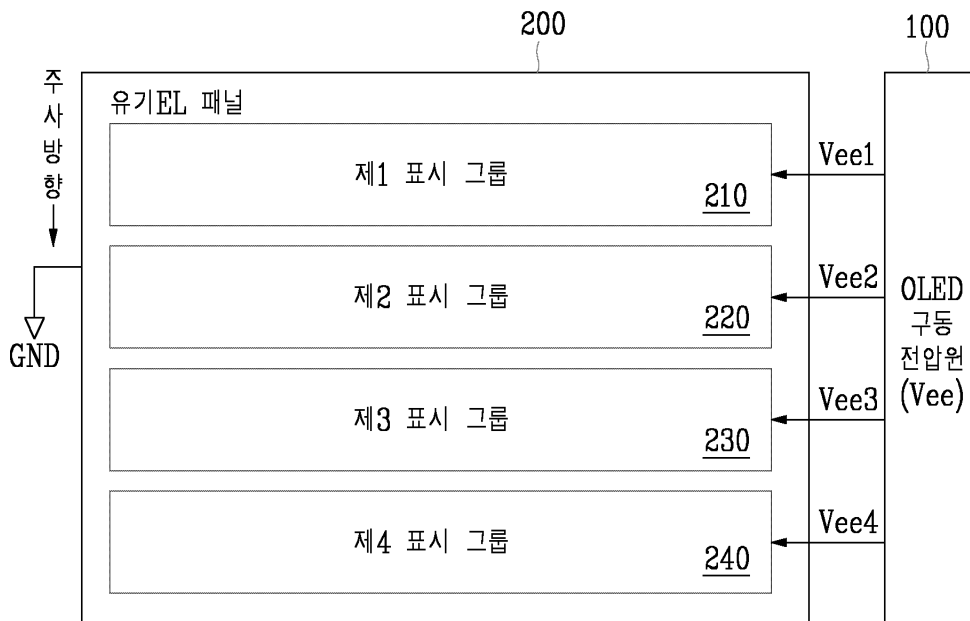 200
100
주사방향
유기EL 패널
제1 표시 그룹
210
Vee1
제2 표시 그룹
220
Vee2
GND
OLED
구동
전압원
(Vee)
제3 표시 그룹
230
Vee3
제4 표시 그룹
240
Vee4